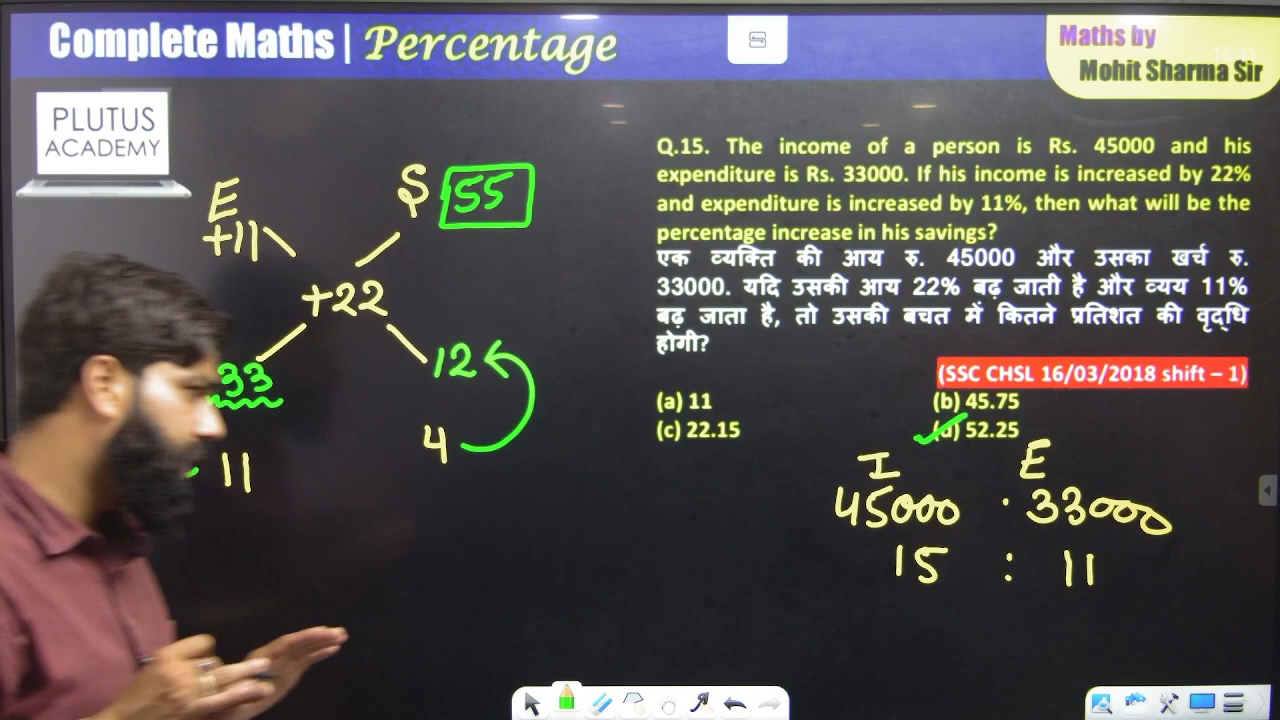 Complete Maths | Percentage
Maths by
Mohit Sharma Sir
PLUTUS
ACADEMY
E
+11
$ 55
+22
33
12
11
4
Q.15. The income of a person is Rs. 45000 and his
expenditure is Rs. 33000. If his income is increased by 22%
and expenditure is increased by 11%, then what will be the
percentage increase in his savings?
एक व्यक्ति की आय रु. 45000 और उसका खर्च रु.
33000. यदि उसकी आय 22% बढ़ जाती है और व्यय 11%
बढ़ जाता है, तो उसकी बचत में कितने प्रतिशत की वृद्धि
होगी?
(SSC CHSL 16/03/2018 shift – 1)
(a) 11 (b) 45.75
(c) 22.15 (d) 52.25
I E
45000 . 33000
15 : 11